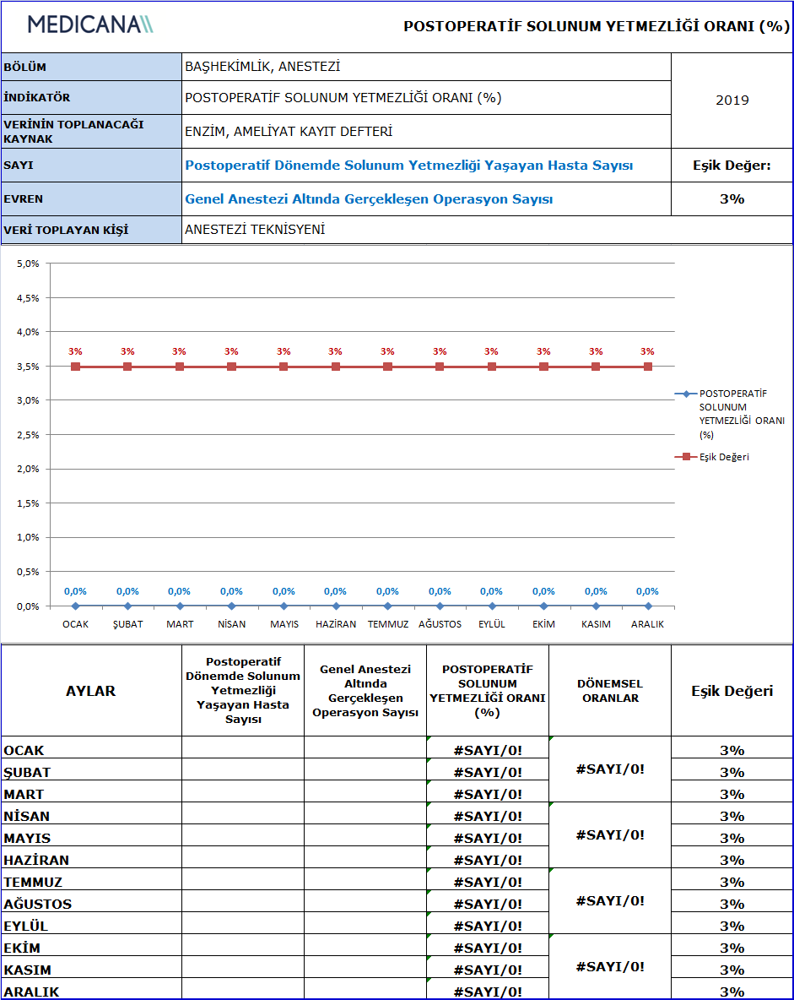 MEDICANA
POSTOPERATİF SOLUNUM YETMEZLİĞİ ORANI (%)
BÖLÜM
BAŞHEKİMLİK, ANESTEZİ
2019
İNDİKATÖR
POSTOPERATİF SOLUNUM YETMEZLİĞİ ORANI (%)
VERİNİN TOPLANACAĞI
KAYNAK
ENZİM, AMELİYAT KAYIT DEFTERİ
SAYI
Postoperatif Dönemde Solunum Yetmezliği Yaşayan Hasta Sayısı
Eşik Değer:
EVREN
Genel Anestezi Altında Gerçekleşen Operasyon Sayısı
3%
VERİ TOPLAYAN KİŞİ
ANESTEZİ TEKNİSYENİ
5,0%
4,5%
4,0%
3% 3% 3% 3% 3% 3% 3% 3% 3% 3% 3% 3%
3,5%
3,0%
2,5%
2,0%
1,5%
1,0%
0,5%
0,0% 0,0% 0,0% 0,0% 0,0% 0,0% 0,0% 0,0% 0,0% 0,0% 0,0% 0,0%
0,0%
OCAK ŞUBAT MART NİSAN MAYIS HAZİRAN TEMMUZ AĞUSTOS EYLÜL EKİM KASIM ARALIK
POSTOPERATİF
SOLUNUM
YETMEZLİĞİ ORANI
(%)
Eşik Değeri
AYLAR
Postoperatif
Dönemde Solunum
Yetmezliği
Yaşayan Hasta
Sayısı
Genel Anestezi
Altında
Gerçekleşen
Operasyon Sayısı
POSTOPERATİF
SOLUNUM
YETMEZLİĞİ ORANI
(%)
DÖNEMSEL
ORANLAR
Eşik Değeri
OCAK #SAYI/0! 3%
ŞUBAT #SAYI/0! #SAYI/0! 3%
MART #SAYI/0! 3%
NİSAN #SAYI/0! 3%
MAYIS #SAYI/0! #SAYI/0! 3%
HAZİRAN #SAYI/0! 3%
TEMMUZ #SAYI/0! 3%
AĞUSTOS #SAYI/0! #SAYI/0! 3%
EYLÜL #SAYI/0! 3%
EKİM #SAYI/0! 3%
KASIM #SAYI/0! #SAYI/0! 3%
ARALIK #SAYI/0! 3%